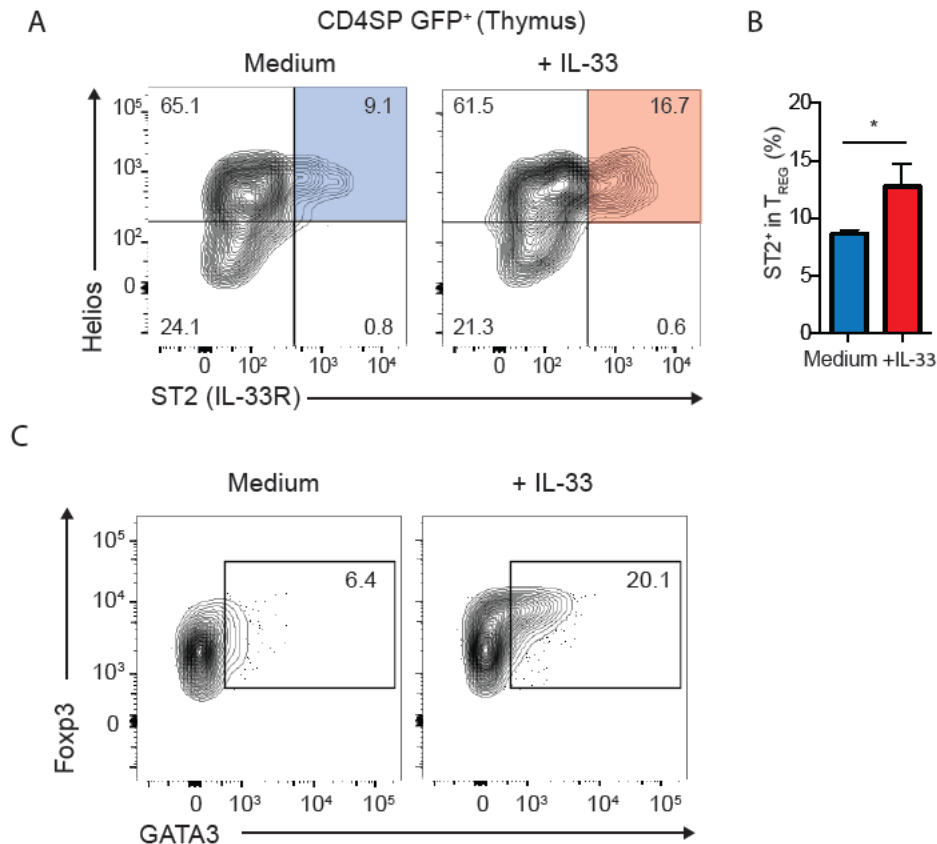 A
CD4SP GFP⁺ (Thymus)
Medium
+ IL-33
Helios
10⁵
10³
10²
0
65.1
9.1
24.1
0.8
61.5
16.7
21.3
0.6
0
10²
10³
10⁴
0
10²
10³
10⁴
ST2 (IL-33R)
B
ST2⁺ in T_REG (%)
20
15
10
5
0
*
Medium +IL-33
C
Medium
+ IL-33
Foxp3
10⁵
10⁴
10³
0
6.4
20.1
0
10³
10⁴
10⁵
0
10³
10⁴
10⁵
GATA3